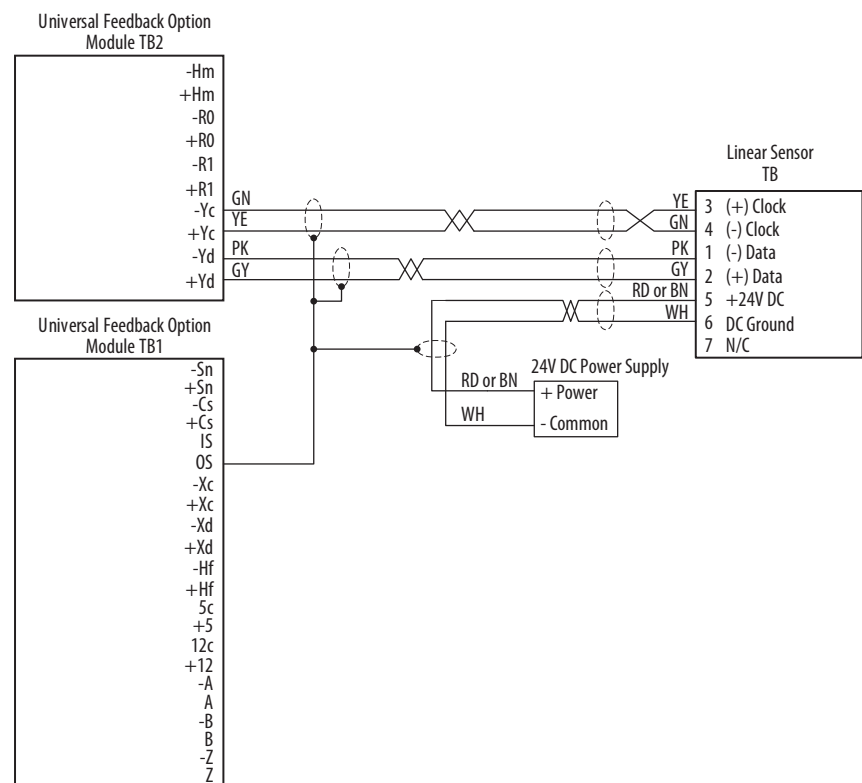 Universal Feedback Option
Module TB2
-Hm
+Hm
-R0
+R0
-R1
+R1
-Yc
+Yc
-Yd
+Yd
GN
YE
PK
GY
Linear Sensor
TB
YE
GN
PK
GY
RD or BN
WH
3 (+) Clock
4 (-) Clock
1 (-) Data
2 (+) Data
5 +24V DC
6 DC Ground
7 N/C
24V DC Power Supply
RD or BN
WH
+ Power
- Common
Universal Feedback Option
Module TB1
-Sn
+Sn
-Cs
+Cs
IS
OS
-Xc
+Xc
-Xd
+Xd
-Hf
+Hf
5c
+5
12c
+12
-A
A
-B
B
-Z
Z